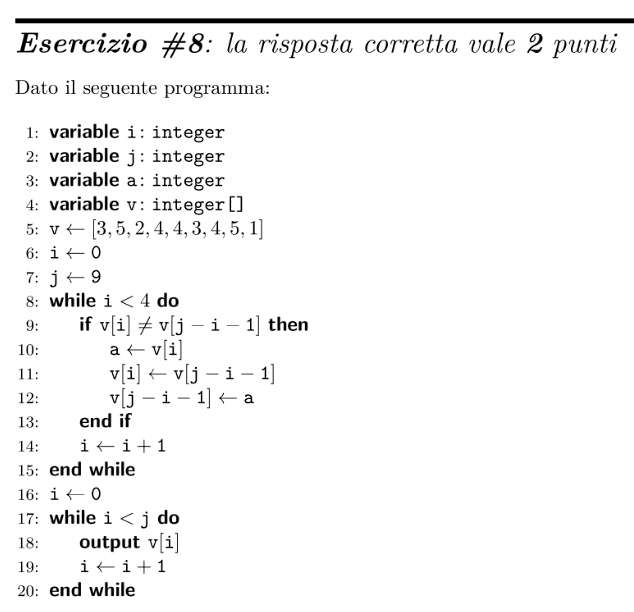 Esercizio #8: la risposta corretta vale 2 punti
Dato il seguente programma:
1: variable i: integer
2: variable j: integer
3: variable a: integer
4: variable v: integer[]
5: v ← [3, 5, 2, 4, 4, 3, 4, 5, 1]
6: i ← 0
7: j ← 9
8: while i < 4 do
9: if v[i] ≠ v[j − i − 1] then
10: a ← v[i]
11: v[i] ← v[j − i − 1]
12: v[j − i − 1] ← a
13: end if
14: i ← i + 1
15: end while
16: i ← 0
17: while i < j do
18: output v[i]
19: i ← i + 1
20: end while